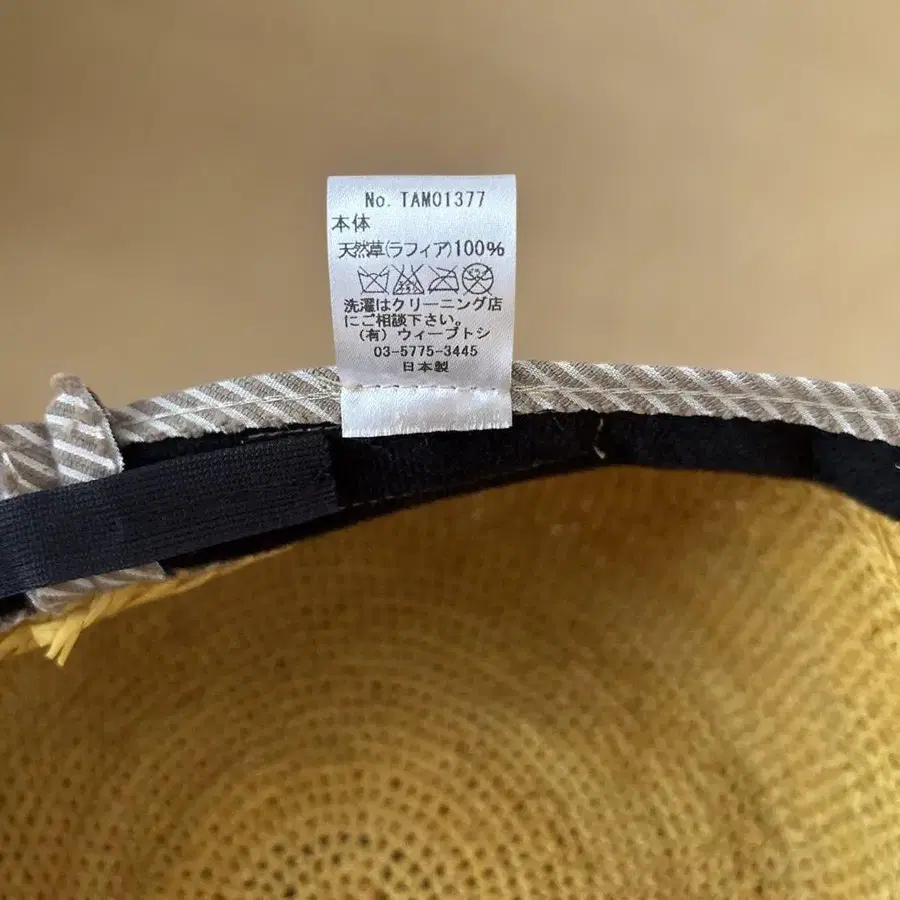 No. TAM01377
本体
天然草(ラフィア)100%
洗濯はクリーニング店
にご相談下さい。
(有) ウィーブトシ
03-5775-3445
日本製